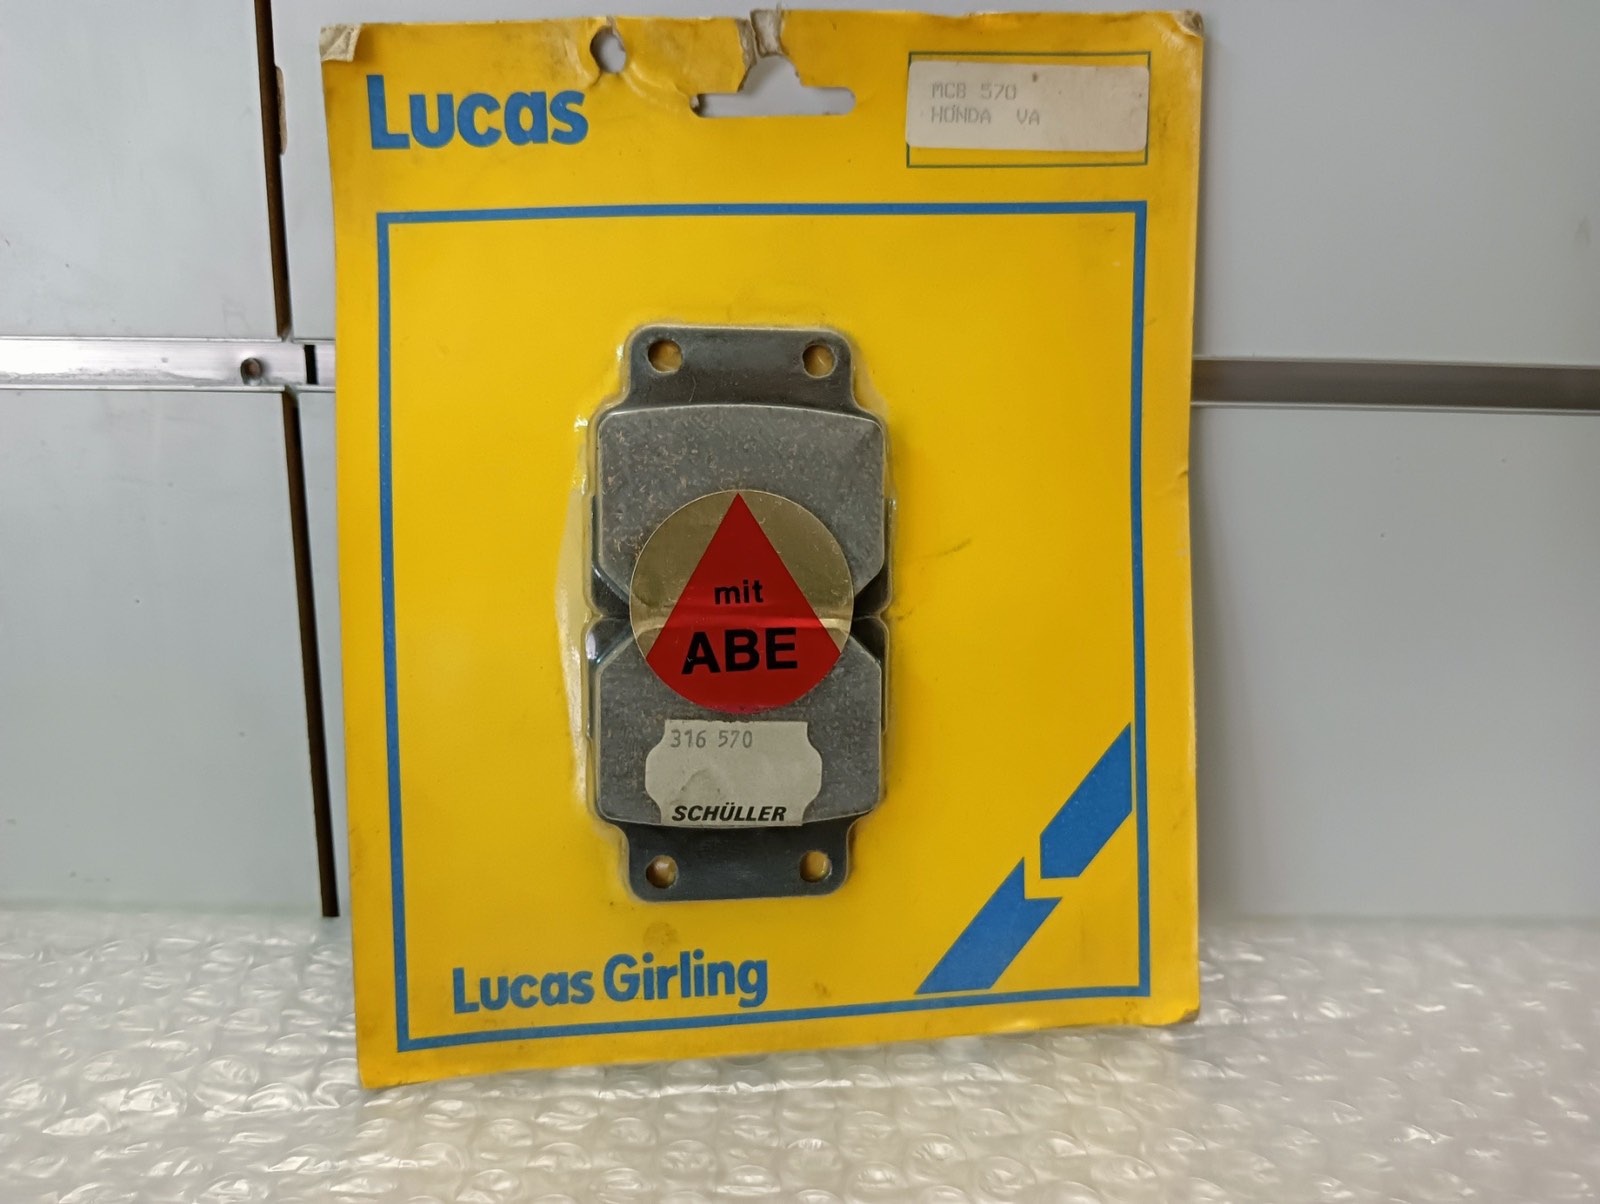 Lucas
MCB 570
HONDA VA
mit
ABE
316 570
SCHÜLLER
Lucas Girling